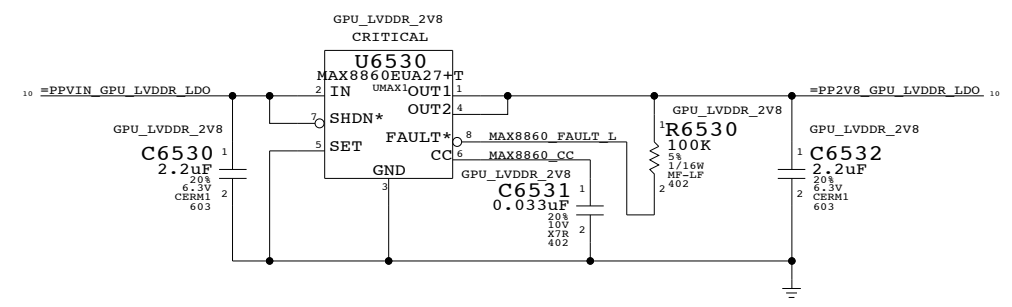 GPU_LVDDR_2V8
CRITICAL
U6530
MAX8860EUA27+T
UMAX1
10 =PPVIN_GPU_LVDDR_LDO
2 IN
OUT1 1
OUT2 4
=PP2V8_GPU_LVDDR_LDO 10
7 SHDN*
5 SET
FAULT* 8 MAX8860_FAULT_L
CC 6 MAX8860_CC
GND
3
GPU_LVDDR_2V8
C6530 1
2.2uF
20%
6.3V 2
CERM1
603
GPU_LVDDR_2V8
C6531 1
0.033uF
20%
10V 2
X7R
402
GPU_LVDDR_2V8
1 R6530
100K
5%
1/16W
MF-LF
2 402
GPU_LVDDR_2V8
1 C6532
2.2uF
20%
2 6.3V
CERM1
603